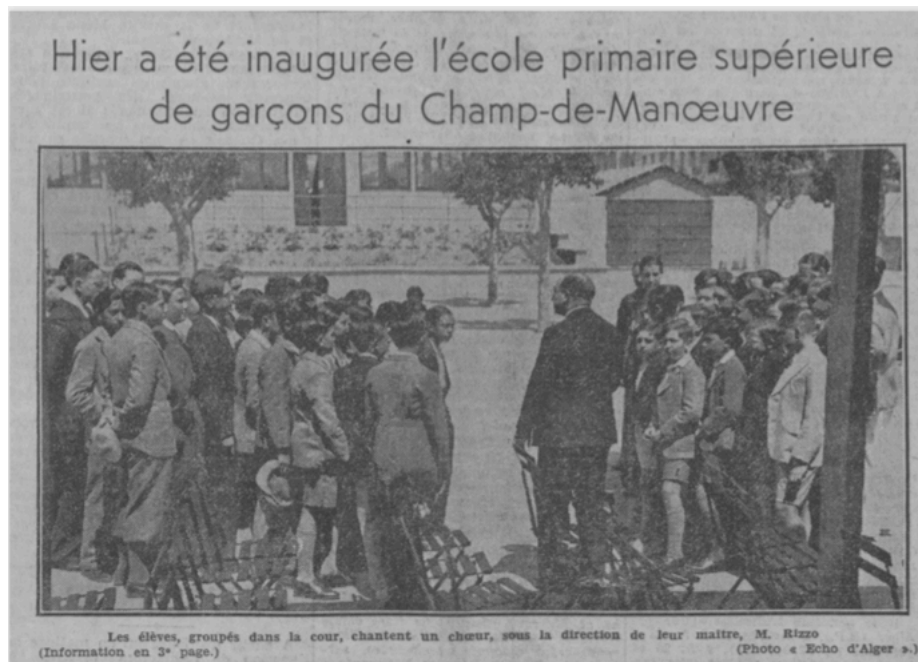 Hier a été inaugurée l'école primaire supérieure
de garçons du Champ-de-Manœuvre
Les élèves, groupés dans la cour, chantent un chœur, sous la direction de leur maître, M. Rizzo
(Information en 3e page.) (Photo « Echo d'Alger ».)